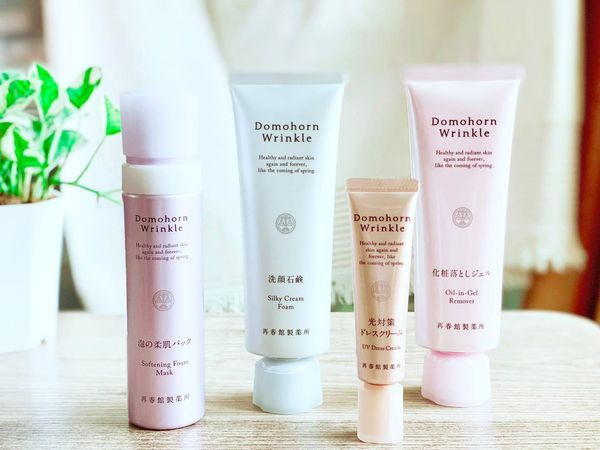 Domohorn
Wrinkle
Healthy and radiant skin
again and forever,
like the coming of spring.
泡の柔肌パック
Softening Foam
Mask
再春館製薬所
Domohorn
Wrinkle
Healthy and radiant skin
again and forever,
like the coming of spring.
洗顔石鹸
Silky Cream
Foam
再春館製薬所
Domohorn
Wrinkle
Healthy and radiant skin
again and forever,
like the coming of spring.
光対策
ドレスクリーム
UV Dress Cream
再春館製薬所
Domohorn
Wrinkle
Healthy and radiant skin
again and forever,
like the coming of spring.
化粧落としジェル
Oil-in-Gel
Remover
再春館製薬所